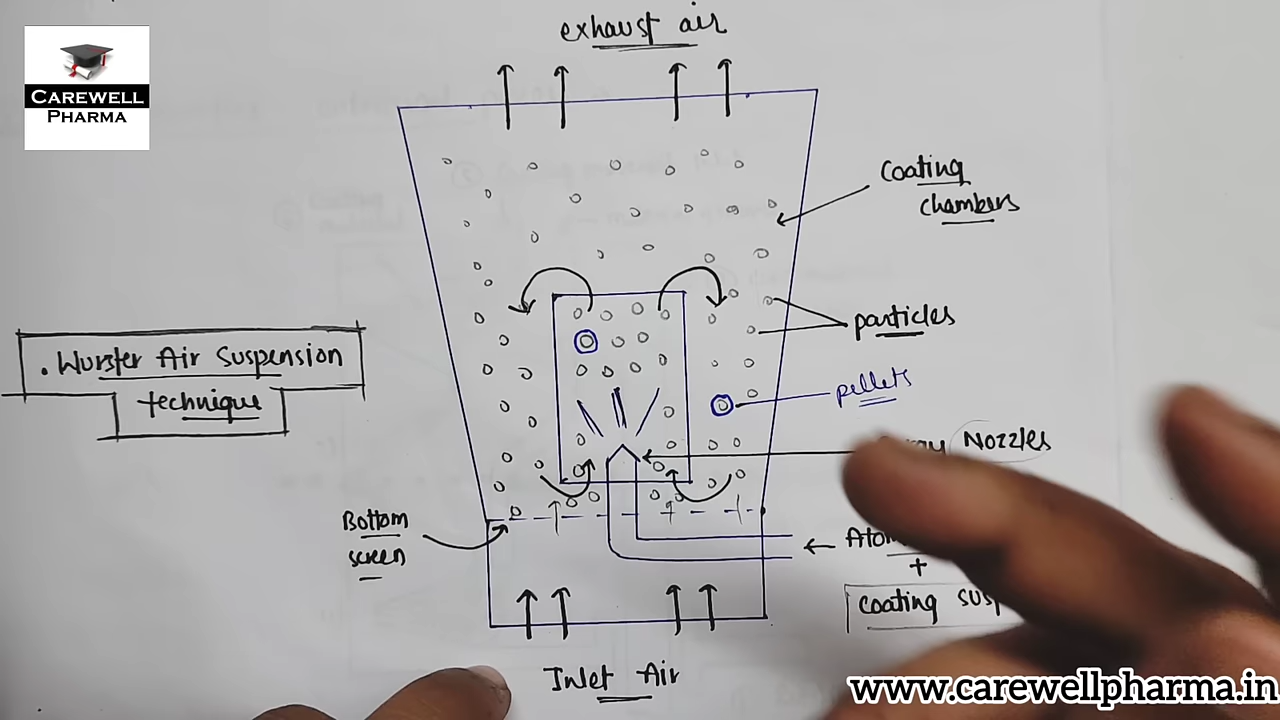 exhaust air
CAREWELL
PHARMA
Coating
chambers
particles
. Wurster Air Suspension
technique
pellets
Nozzles
Bottom
screen
+
Coating
Inlet Air
www.carewellpharma.in